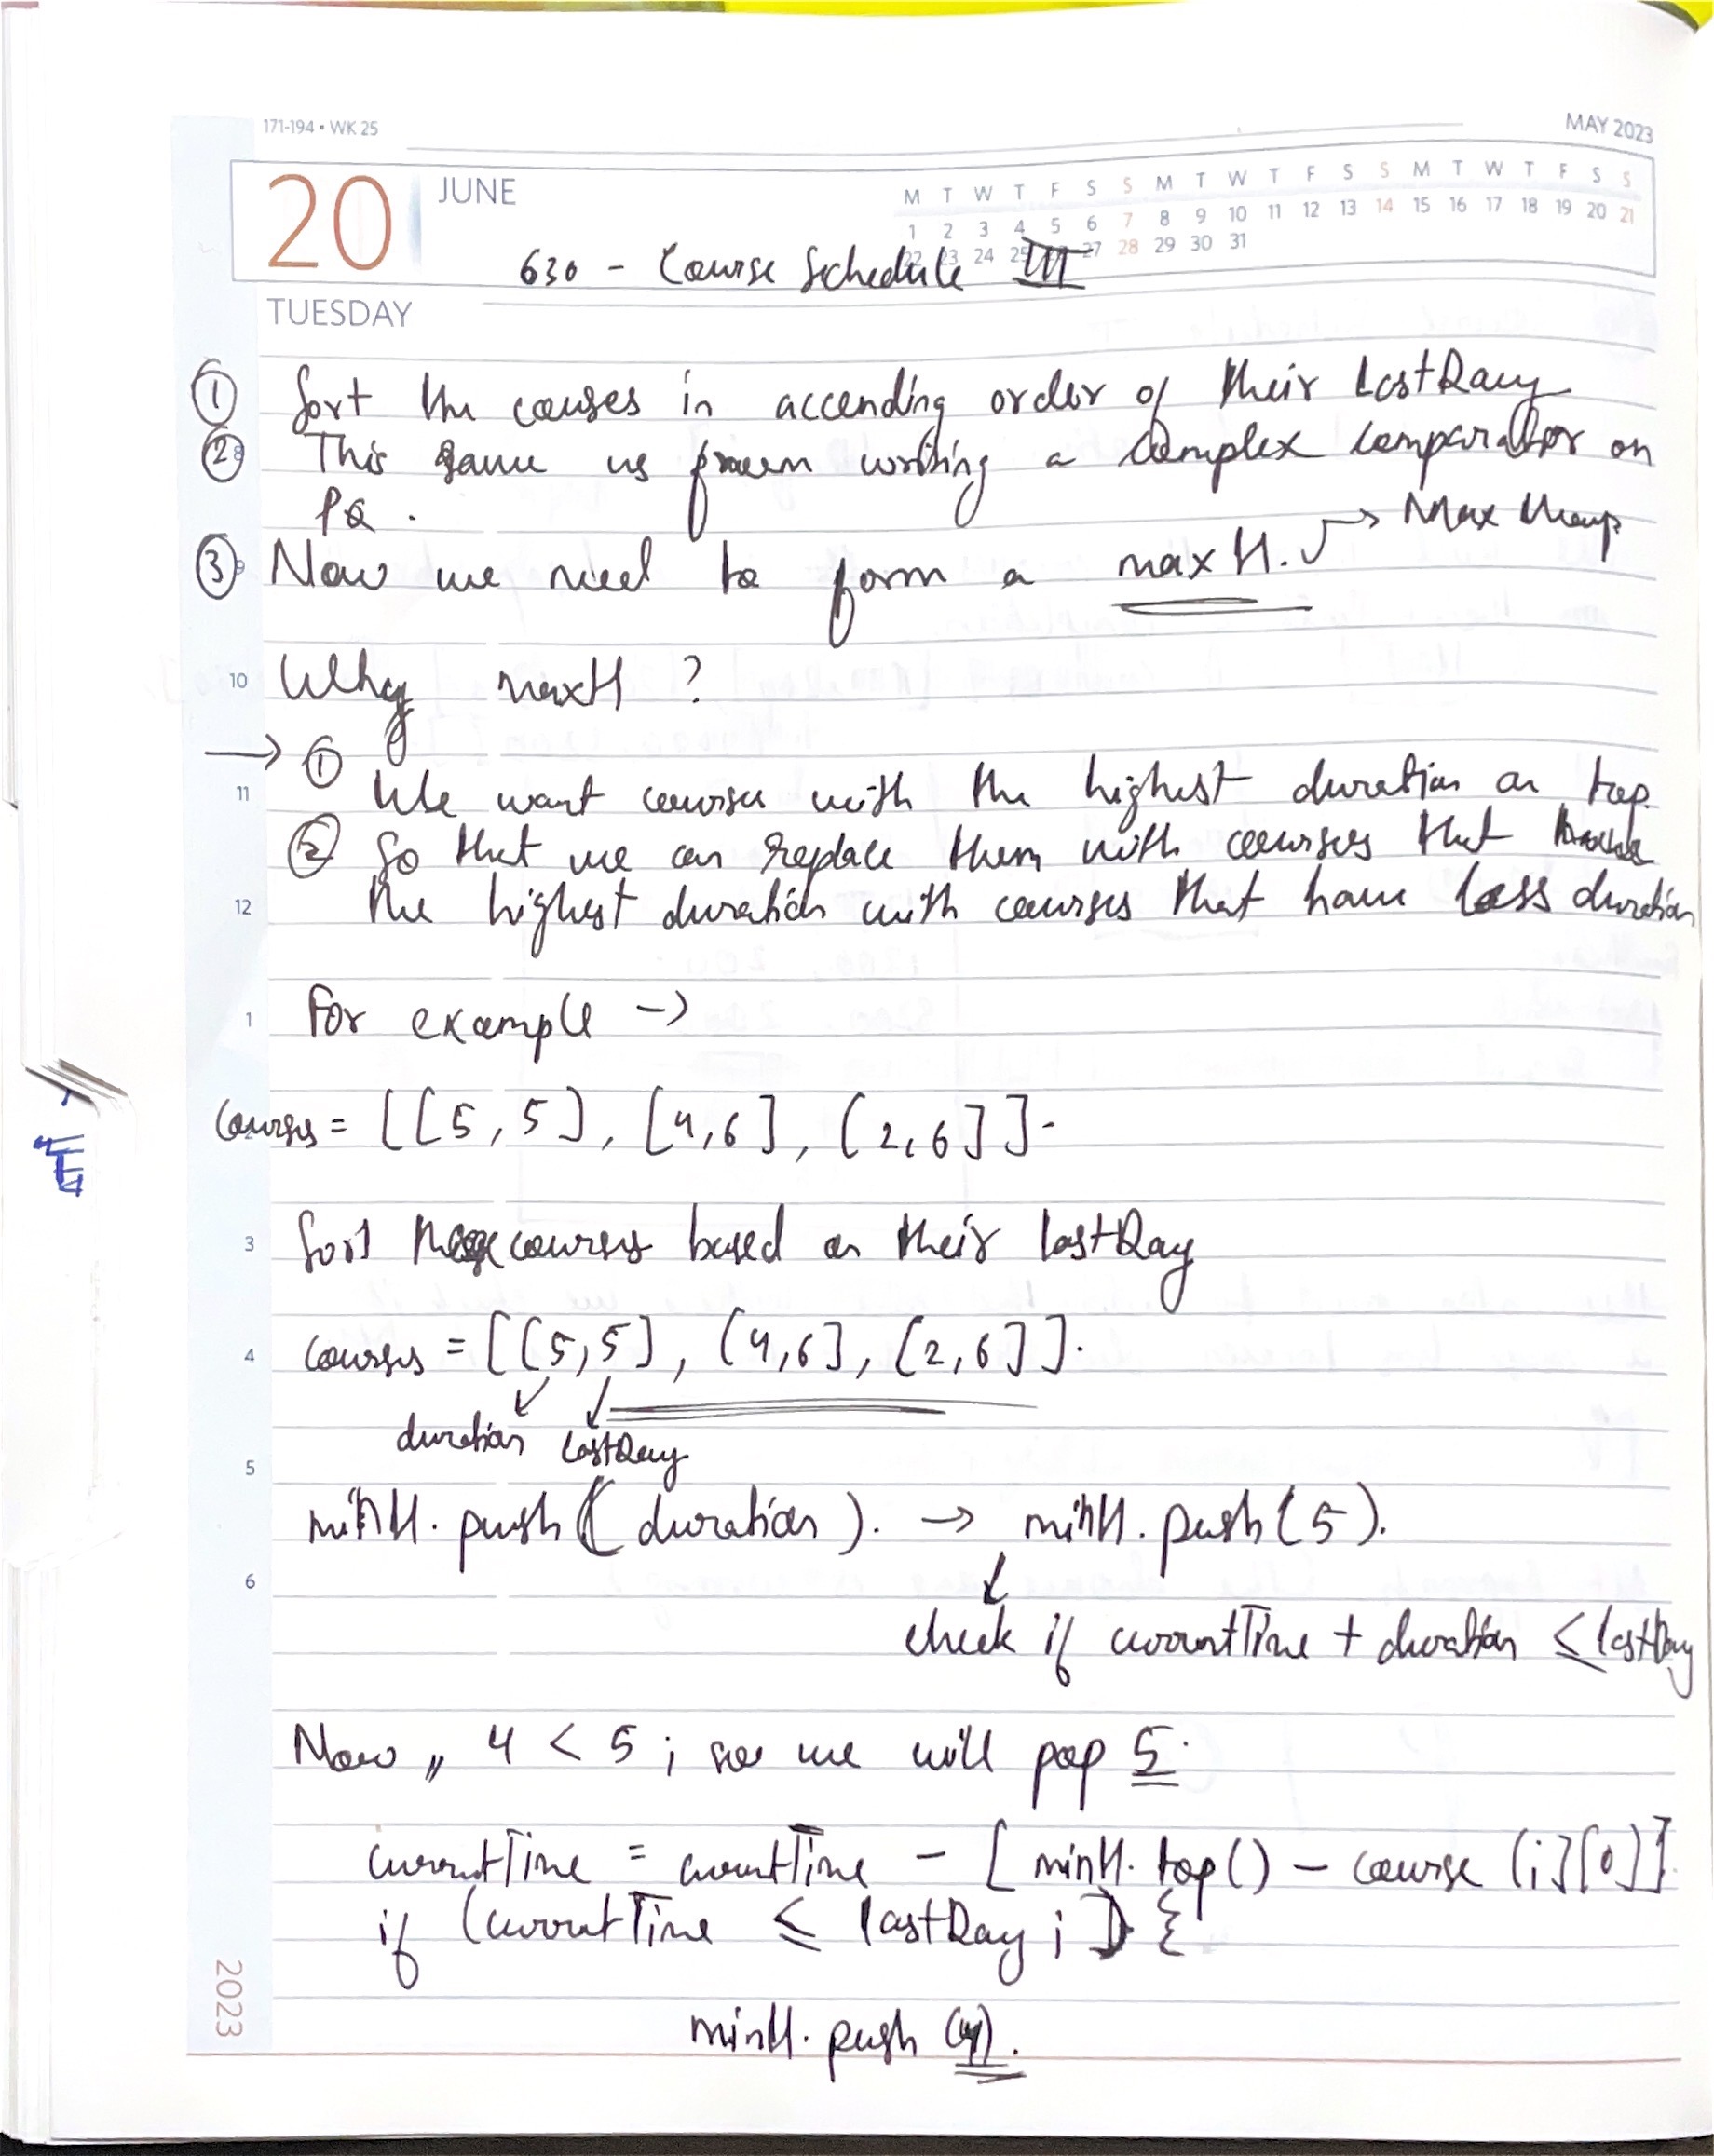 171-194 • WK 25
MAY 2023
20 JUNE
M T W T F S S M T W T F S S M T W T F S S
1 2 3 4 5 6 7 8 9 10 11 12 13 14 15 16 17 18 19 20 21
22 23 24 25 27 28 29 30 31
630 - Course Schedule III
TUESDAY
① Sort the courses in accending order of their LastDay
② This saves us from writing a complex comparator on
PQ.
③ Now we need to form a maxH. → Max Heap
10 Why maxH ?
→ ①
11 We want courses with the highest duration on top
② So that we can replace them with courses that
12 the highest duration with courses that have less duration
1 For example →
courses = [[5,5], [4,6], [2,6]].
3 Sort these courses based on their lastDay
4 courses = [[5,5], [4,6], [2,6]].
duration lastDay
5
minH. push (duration). → minH. push(5).
6
check if currentTime + duration ≤ lastDay
Now,, 4 < 5 ; so we will pop 5.
currentTime = currentTime - [minH. top() - course [i][0]]
if (currentTime ≤ lastDay ; ) {
2023
minH. push (4).